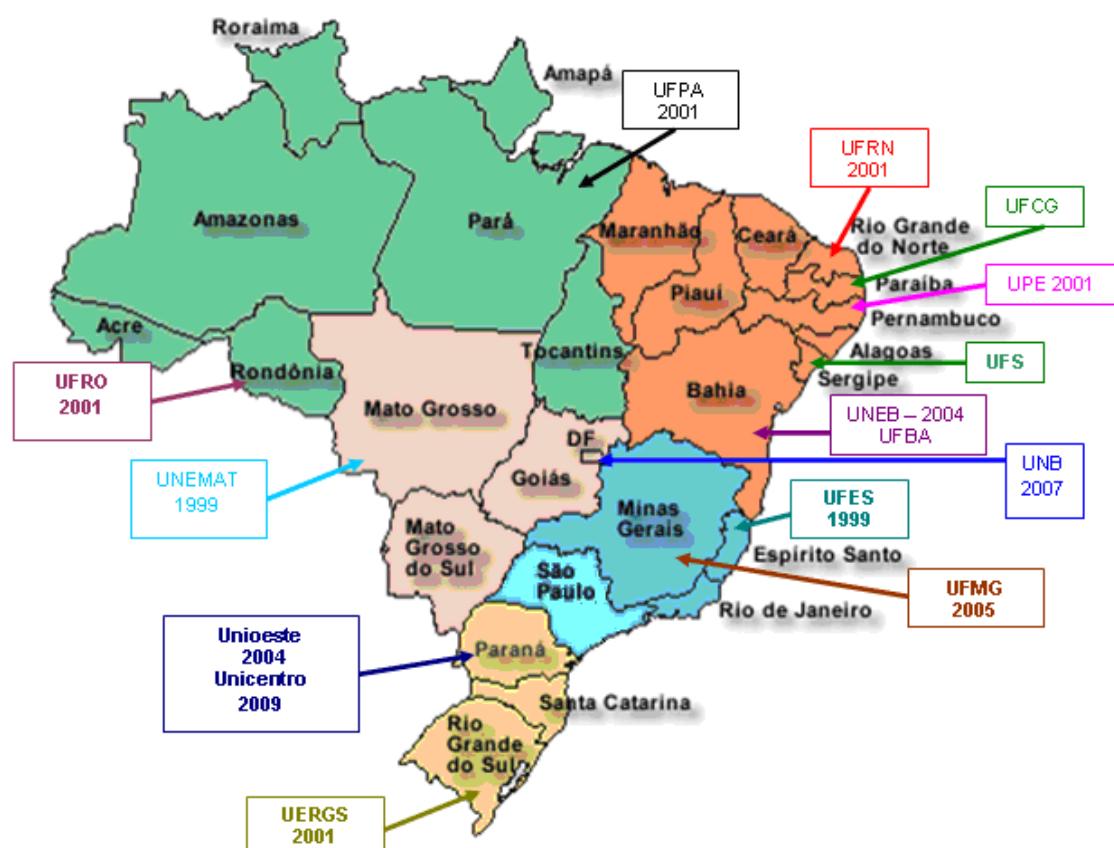 Roraima
Amapá
UFPA
2001
UFRN
2001
UFCG
Amazonas
Pará
Maranhão
Ceará
Rio Grande
do Norte
Piauí
Paraíba
UPE 2001
Pernambuco
Acre
Rondônia
Tocantins
Alagoas
UFS
Sergipe
UFRO
2001
Mato Grosso
Bahia
UNEB – 2004
UFBA
DF
UNEMAT
1999
Goiás
UNB
2007
Minas
Gerais
UFES
1999
Mato
Grosso
do Sul
Espírito Santo
São
Paulo
UFMG
2005
Rio de Janeiro
Unioeste
2004
Unicentro
2009
Paraná
Santa Catarina
Rio
Grande
do Sul
UERGS
2001